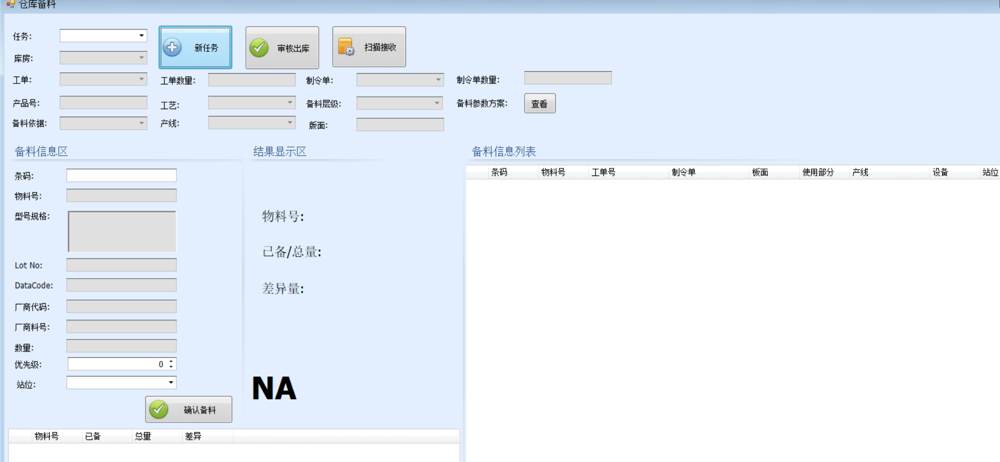 仓库备料
任务:
新任务
审核出库
扫描接收
库房:
工单:
工单数量:
制令单:
制令单数量:
产品号:
工艺:
备料层级:
备料参数方案:
查看
备料依据:
产线:
版面:
备料信息区
结果显示区
备料信息列表
条码:
物料号:
型号规格:
Lot No:
DataCode:
厂商代码:
厂商料号:
数量:
优先级:
0
站位:
确认备料
物料号:
已备/总量:
差异量:
NA
条码 物料号 工单号 制令单 板面 使用部分 产线 设备 站位
物料号 已备 总量 差异